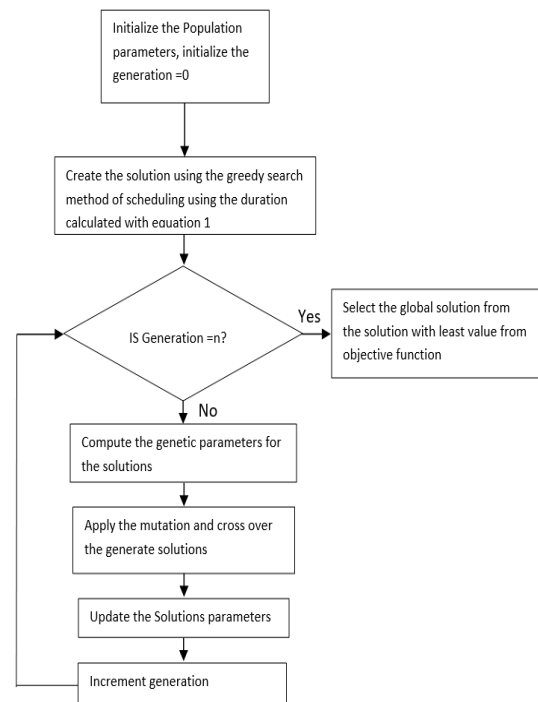 Initialize the Population
parameters, initialize the
generation =0
Create the solution using the greedy search
method of scheduling using the duration
calculated with equation 1
IS Generation =n?
Yes
Select the global solution from
the solution with least value from
objective function
No
Compute the genetic parameters for
the solutions
Apply the mutation and cross over
the generate solutions
Update the Solutions parameters
Increment generation